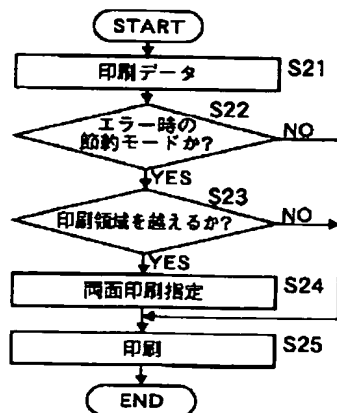 START
印刷データ S21
S22
エラー時の
節約モードか? NO
YES
S23
印刷領域を越えるか? NO
YES
両面印刷指定 S24
印刷 S25
END